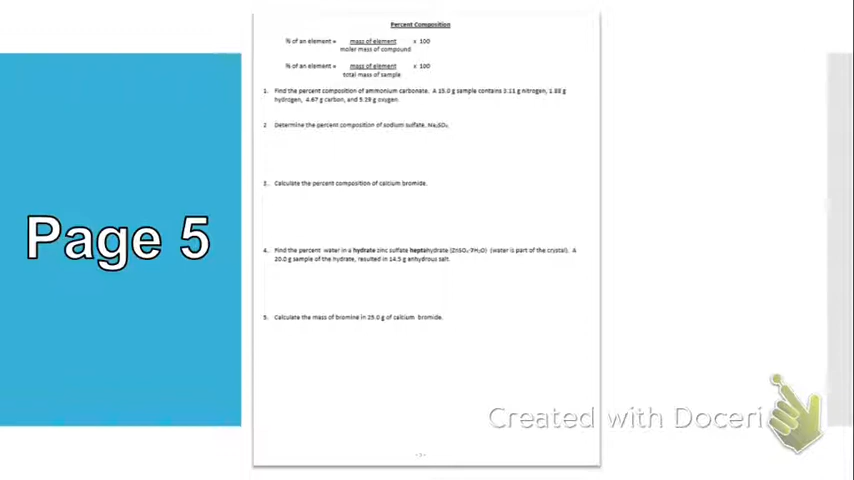 Page 5
Percent Composition
% of an element = mass of element x 100
molar mass of compound
% of an element = mass of element x 100
total mass of sample
1. Find the percent composition of ammonium carbonate. A 15.0 g sample contains 3.11 g nitrogen, 1.88 g
hydrogen, 4.67 g carbon, and 5.29 g oxygen
2 Determine the percent composition of sodium sulfate, Na₂SO₄.
3. Calculate the percent composition of calcium bromide.
4. Find the percent water in a hydrate zinc sulfate heptahydrate (ZnSO₄·7H₂O) (water is part of the crystal). A
20.0 g sample of the hydrate, resulted in 14.5 g anhydrous salt.
5. Calculate the mass of bromine in 25.0 g of calcium bromide.
Created with Doceri